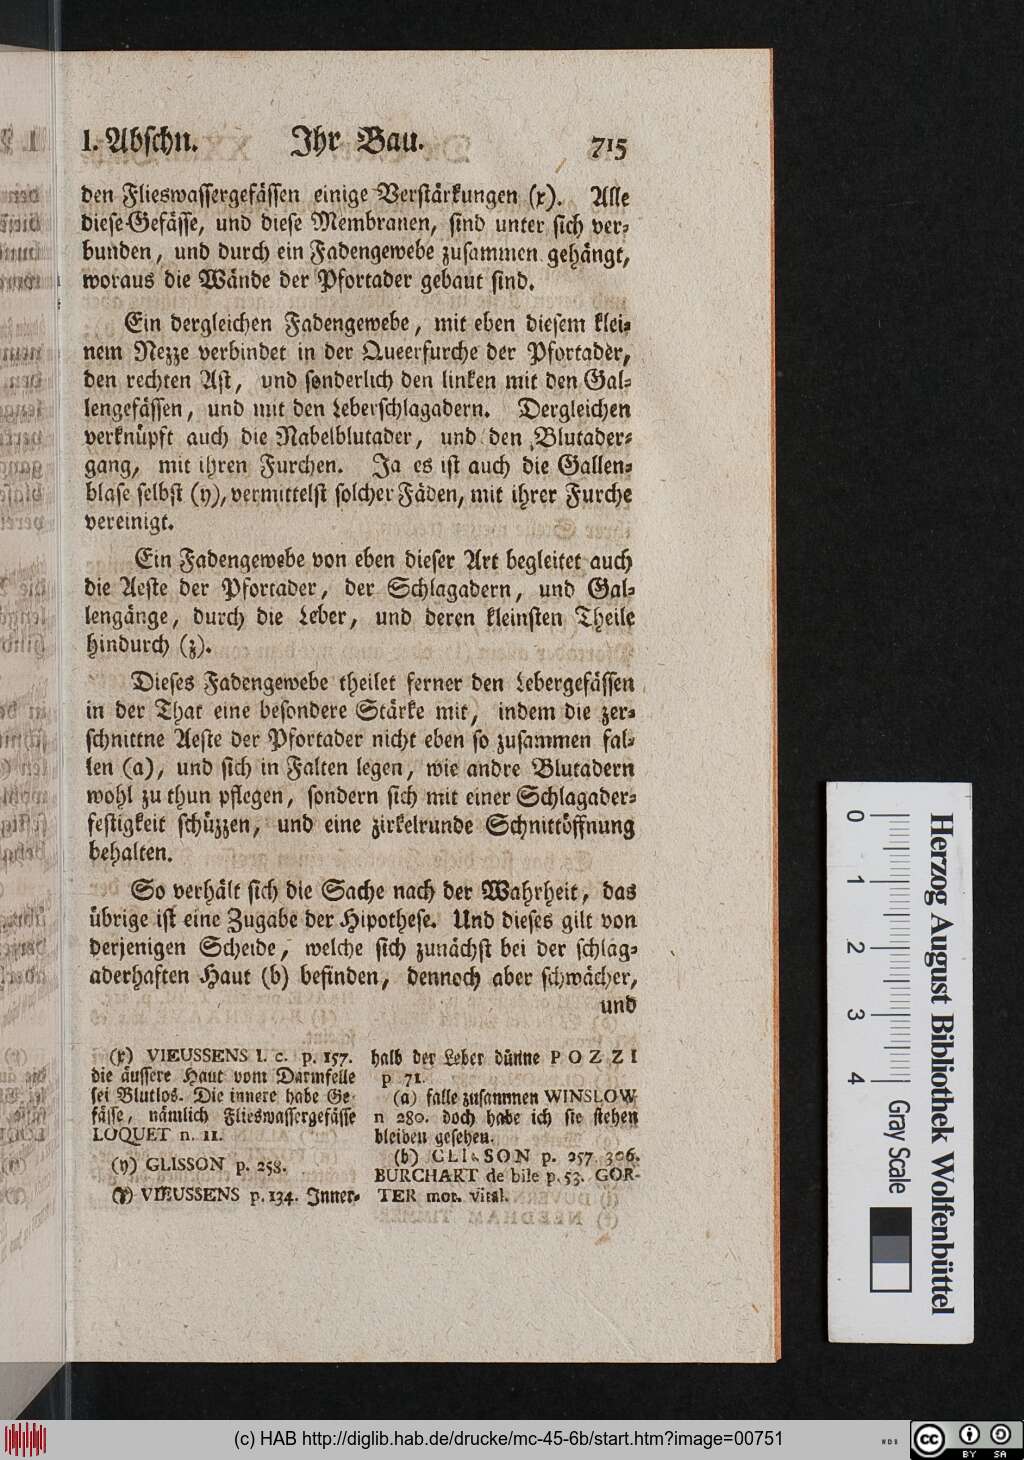 I. Abschn. Ihr Bau. 715
den Flieswassergefässen einige Verstärkungen (x). Alle
diese Gefässe, und diese Membranen, sind unter sich ver-
bunden, und durch ein Fadengewebe zusammen gehängt,
woraus die Wände der Pfortader gebaut sind.
Ein dergleichen Fadengewebe, mit eben diesem klei-
nem Nezze verbindet in der Queerfurche der Pfortader,
den rechten Ast, und sonderlich den linken mit den Gal-
lengefässen, und mit den Leberschlagadern. Dergleichen
verknüpft auch die Nabelblutader, und den Blutader-
gang, mit ihren Furchen. Ja es ist auch die Gallen-
blase selbst (y), vermittelst solcher Fäden, mit ihrer Furche
vereinigt.
Ein Fadengewebe von eben dieser Art begleitet auch
die Aeste der Pfortader, der Schlagadern, und Gal-
lengänge, durch die Leber, und deren kleinsten Theile
hindurch (z).
Dieses Fadengewebe theilet ferner den Lebergefässen
in der That eine besondere Stärke mit, indem die zer-
schnittne Aeste der Pfortader nicht eben so zusammen fal-
len (a), und sich in Falten legen, wie andre Blutadern
wohl zu thun pflegen, sondern sich mit einer Schlagader-
festigkeit schüzzen, und eine zirkelrunde Schnittöffnung
behalten.
So verhält sich die Sache nach der Wahrheit, das
übrige ist eine Zugabe der Hipothese. Und dieses gilt von
derjenigen Scheide, welche sich zunächst bei der schlag-
aderhaften Haut (b) befinden, dennoch aber schwächer,
und
(x) VIEUSSENS l. c. p. 157.
die äussere Haut vom Darmfelle
sei Blutlos. Die innere habe Ge-
fässe, nämlich Flieswassergefässe
LOQUET n. 11.
(y) GLISSON p. 258.
(z) VIEUSSENS p. 134. Inner-
halb der Leber dünne POZZI
p 71.
(a) falle zusammen WINSLOW
n 280. doch habe ich sie stehen
bleiben gesehen.
(b) GLISSON p. 257. 306.
BURCHART de bile p. 53. GOR-
TER mot. vital.
0 1 2 3 4
Gray Scale
Herzog August Bibliothek Wolfenbüttel
(c) HAB http://diglib.hab.de/drucke/mc-45-6b/start.htm?image=00751
cc BY SA